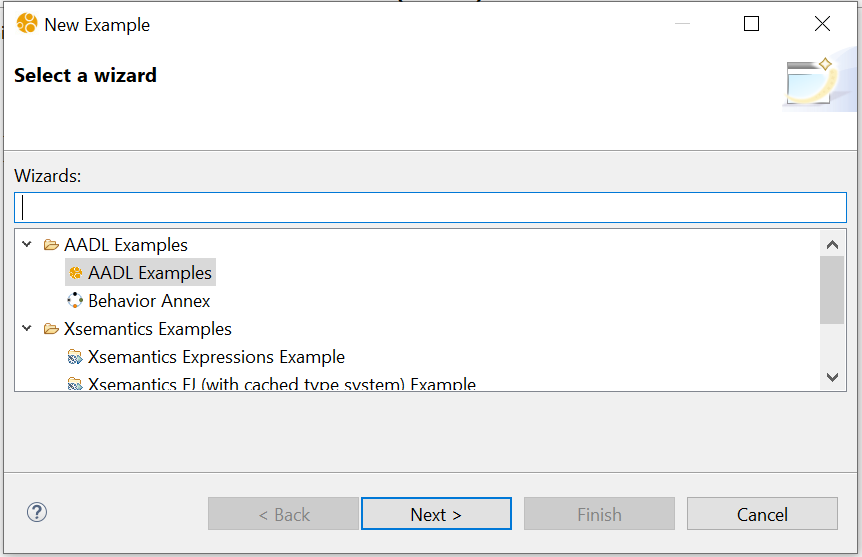 New Example
Select a wizard
Wizards:
AADL Examples
AADL Examples
Behavior Annex
Xsemantics Examples
Xsemantics Expressions Example
Xsemantics FJ (with cached type system) Example
?
< Back
Next >
Finish
Cancel